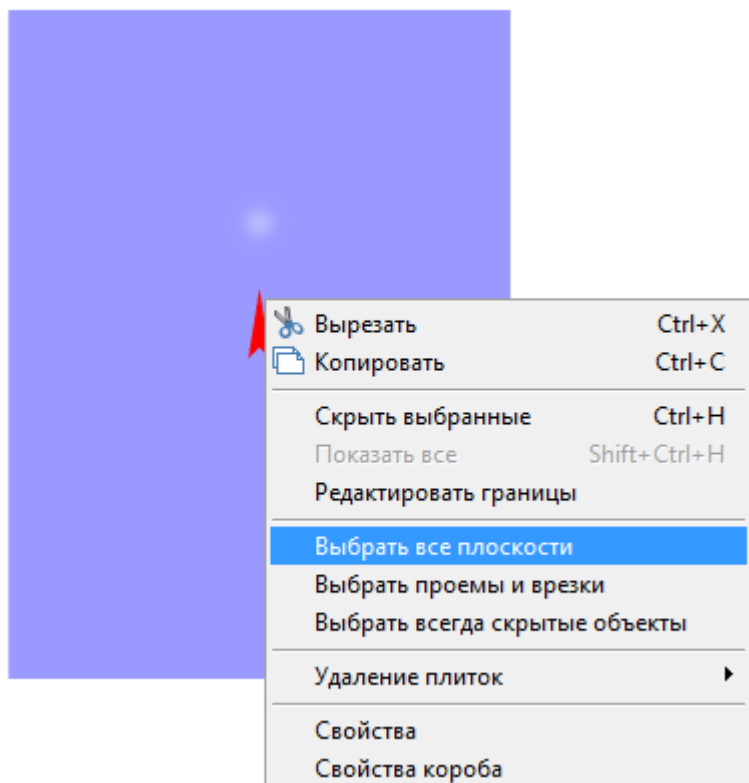 Вырезать Ctrl+X
Копировать Ctrl+C
Скрыть выбранные Ctrl+H
Показать все Shift+Ctrl+H
Редактировать границы
Выбрать все плоскости
Выбрать проемы и врезки
Выбрать всегда скрытые объекты
Удаление плиток
Свойства
Свойства короба